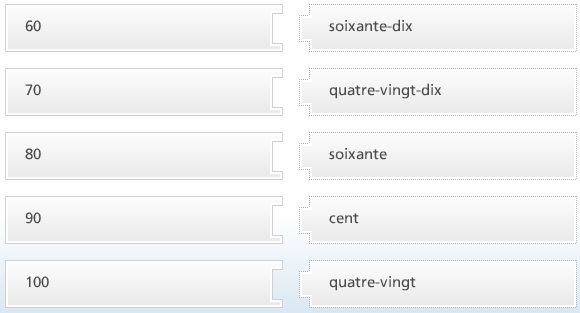 60 soixante-dix
70 quatre-vingt-dix
80 soixante
90 cent
100 quatre-vingt